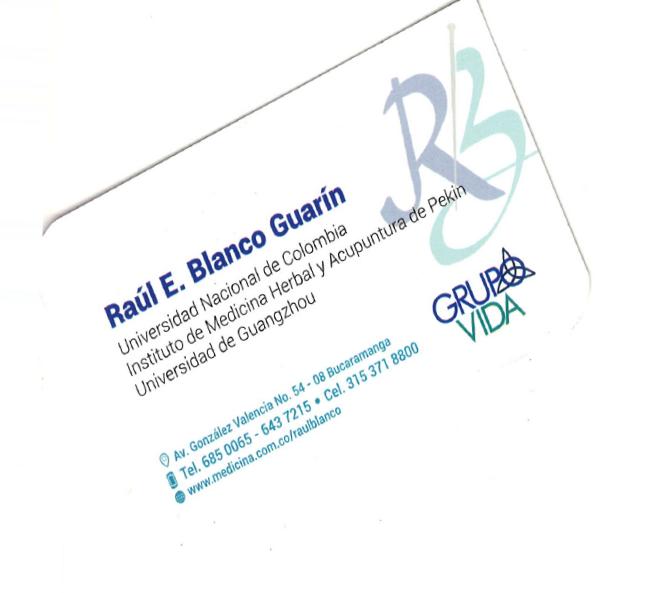 RB
Raúl E. Blanco Guarín
Universidad Nacional de Colombia
Instituto de Medicina Herbal y Acupuntura de Pekin
Universidad de Guangzhou
GRUPO
VIDA
Av. González Valencia No. 54 - 08 Bucaramanga
Tel. 685 0065 - 643 7215 • Cel. 315 371 8800
www.medicina.com.co/raulblanco